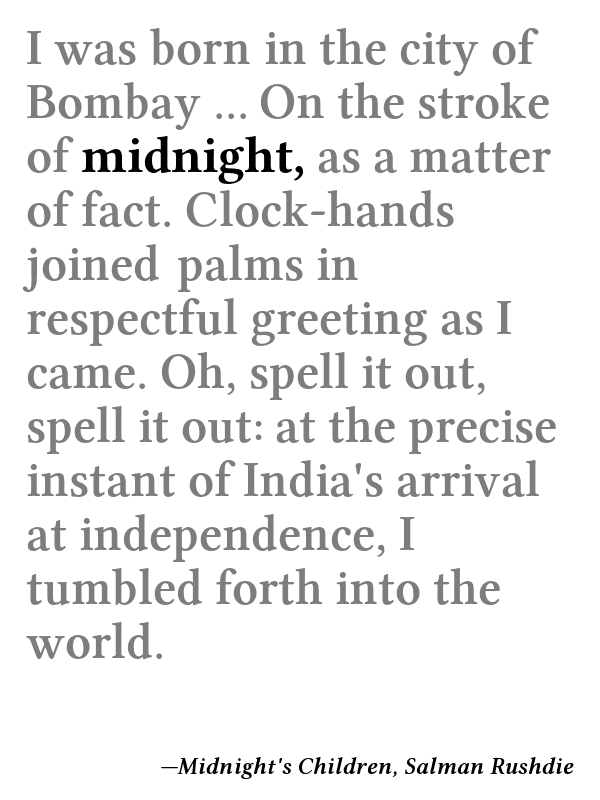 I was born in the city of
Bombay ... On the stroke
of midnight, as a matter
of fact. Clock-hands
joined palms in
respectful greeting as I
came. Oh, spell it out,
spell it out: at the precise
instant of India's arrival
at independence, I
tumbled forth into the
world.
—Midnight's Children, Salman Rushdie